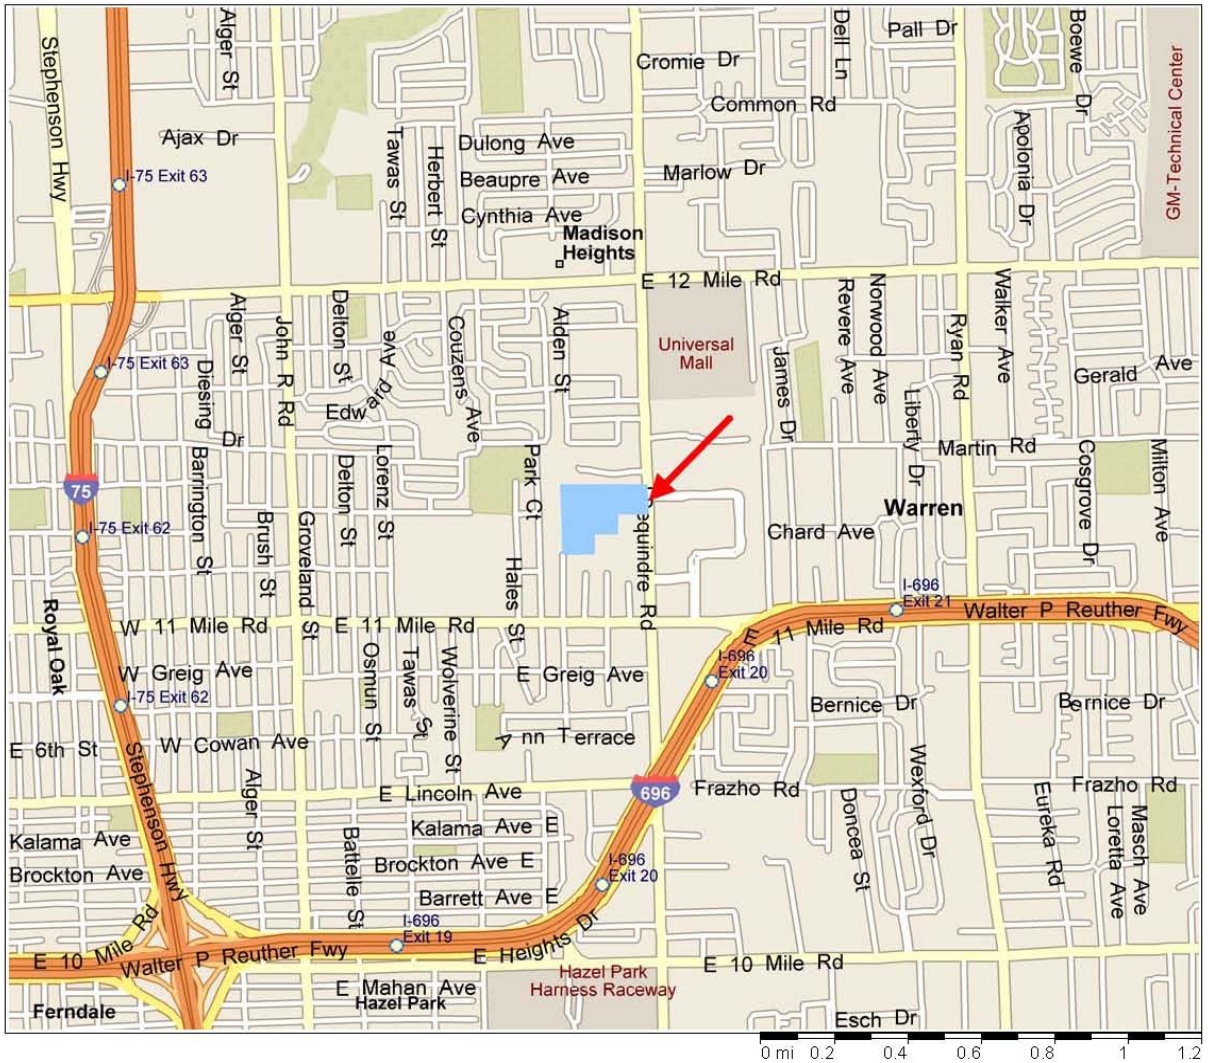 Stephenson Hwy
Alger St
Dell Ln
Pall Dr
Boewe Dr
Cromie Dr
Common Rd
GM-Technical Center
Ajax Dr
Tawas St
Herbert St
Dulong Ave
Apolonia Dr
I-75 Exit 63
Beaupre Ave
Marlow Dr
Cynthia Ave
Madison
Heights
E 12 Mile Rd
Alger St
John R Rd
Delton St
Edward Ave
Couzens Ave
Alden St
Universal
Mall
James Dr
Revere Ave
Norwood Ave
Liberty Dr
Ryan Rd
Walker Ave
Gerald Ave
I-75 Exit 63
Diesing Dr
Barrington St
Lorenz St
Delton St
Park Ct
Martin Rd
Cosgrove Dr
Milton Ave
75
Brush St
Groveland St
Warren
I-75 Exit 62
Chard Ave
Hales St
equindre Rd
I-696
Exit 21
Royal Oak
W 11 Mile Rd
E 11 Mile Rd
E 11 Mile Rd
Walter P Reuther Fwy
W Greig Ave
Osmun St
Tawas St
Wolverine St
E Greig Ave
I-696
Exit 20
I-75 Exit 62
Bernice Dr
Bernice Dr
E 6th St
Stephenson Hwy
W Cowan Ave
Ann Terrace
Wexford Dr
Alger St
E Lincoln Ave
696
Frazho Rd
Frazho Rd
Doncea St
Eureka Rd
Loretta Ave
Masch Ave
Kalama Ave
Battelle St
Kalama Ave E
Brockton Ave
Brockton Ave E
I-696
Exit 20
Barrett Ave E
I-696
Exit 19
E 10 Mile Rd
Walter P Reuther Fwy
E Heights Dr
E 10 Mile Rd
Hazel Park
Harness Raceway
E Mahan Ave
Hazel Park
Ferndale
Esch Dr
0 mi 0.2 0.4 0.6 0.8 1 1.2